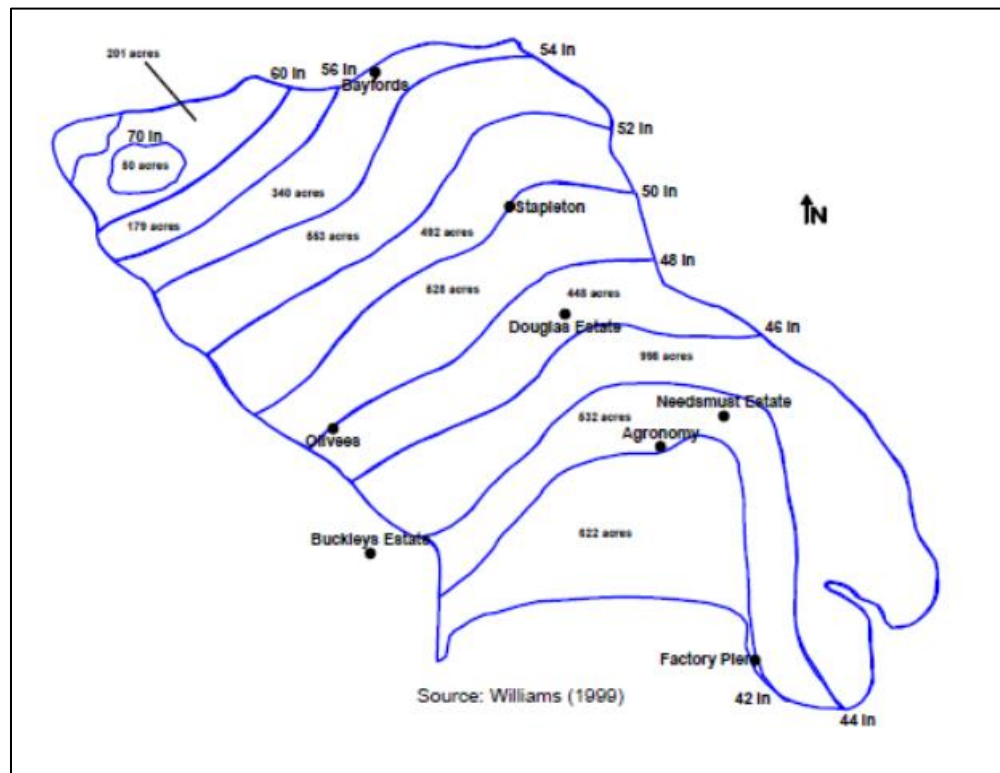 201 acres
54 In
60 In
56 In
Bayfords
52 In
70 In
50 acres
50 In
340 acres
Stapleton
179 acres
553 acres
492 acres
48 In
528 acres
448 acres
Douglas Estate
46 In
996 acres
Needsmust Estate
532 acres
Agronomy
Olivees
622 acres
Buckleys Estate
N
Factory Pier
Source: Williams (1999)
42 In
44 In